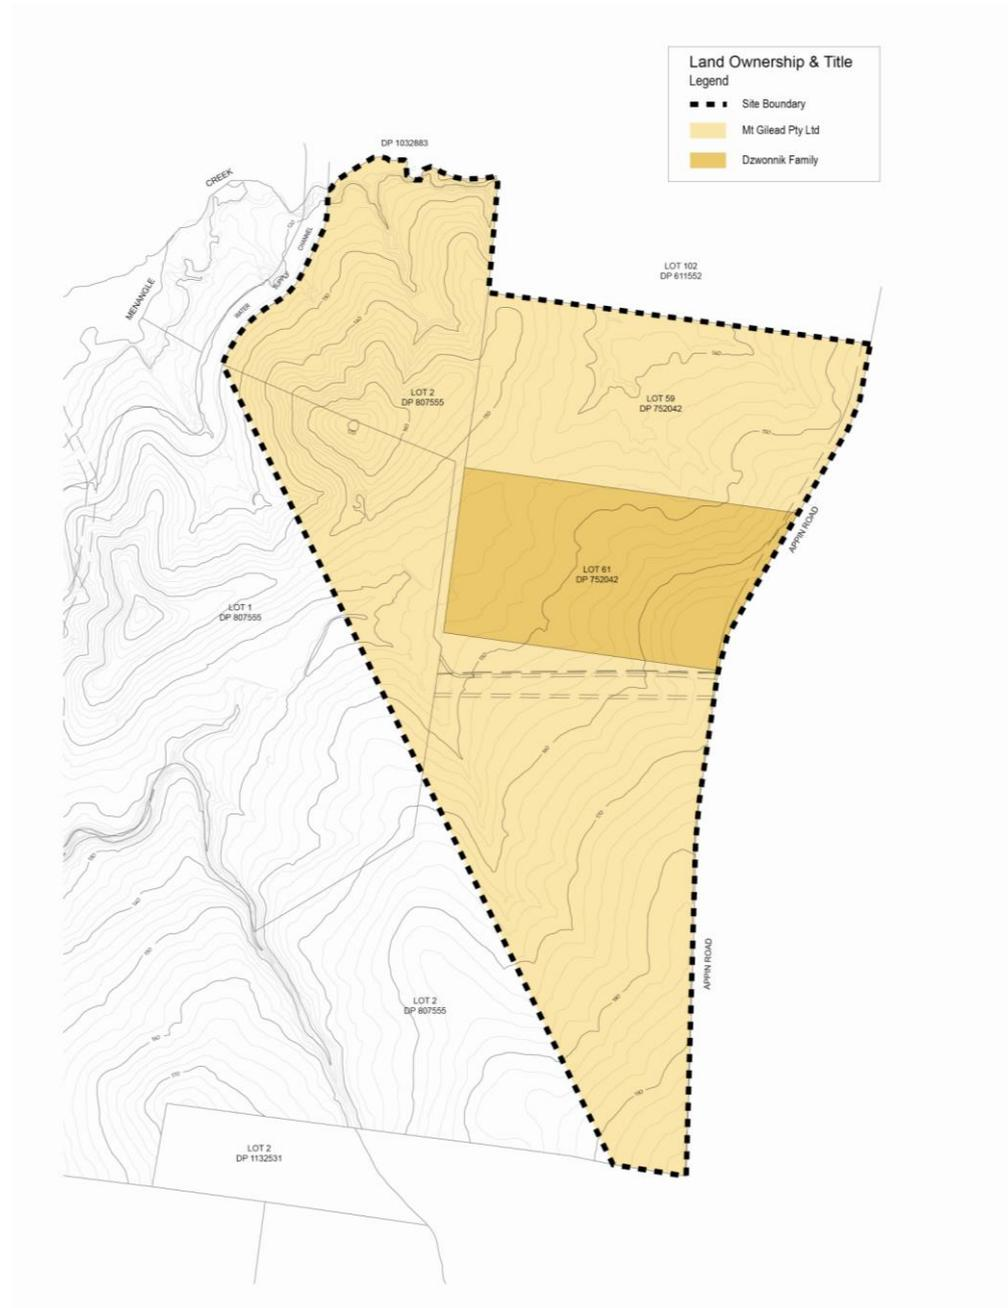 Land Ownership & Title
Legend
Site Boundary
Mt Gilead Pty Ltd
Dzwonnik Family
DP 1032883
CREEK
MENANGLE
WATER
SUPPLY
CHANNEL
LOT 102
DP 611552
LOT 2
DP 807555
LOT 59
DP 752042
APPIN ROAD
LOT 61
DP 752042
LOT 1
DP 807555
APPIN ROAD
LOT 2
DP 807555
LOT 2
DP 1132531